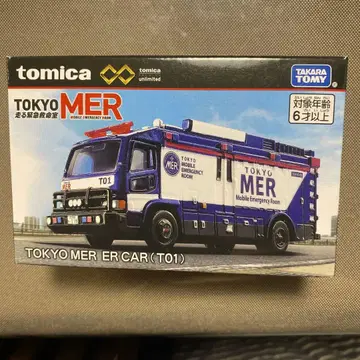 tomica
tomica
unlimited
TAKARA
TOMY
TOKYO MER
走る緊急救命室
MOBILE EMERGENCY ROOM
対象年齢
6才以上
T01
TOKYO
MOBILE
EMERGENCY
ROOM
TOKYO
MER
Mobile Emergency Room
MER
TOKYO MER ER CAR (T01)